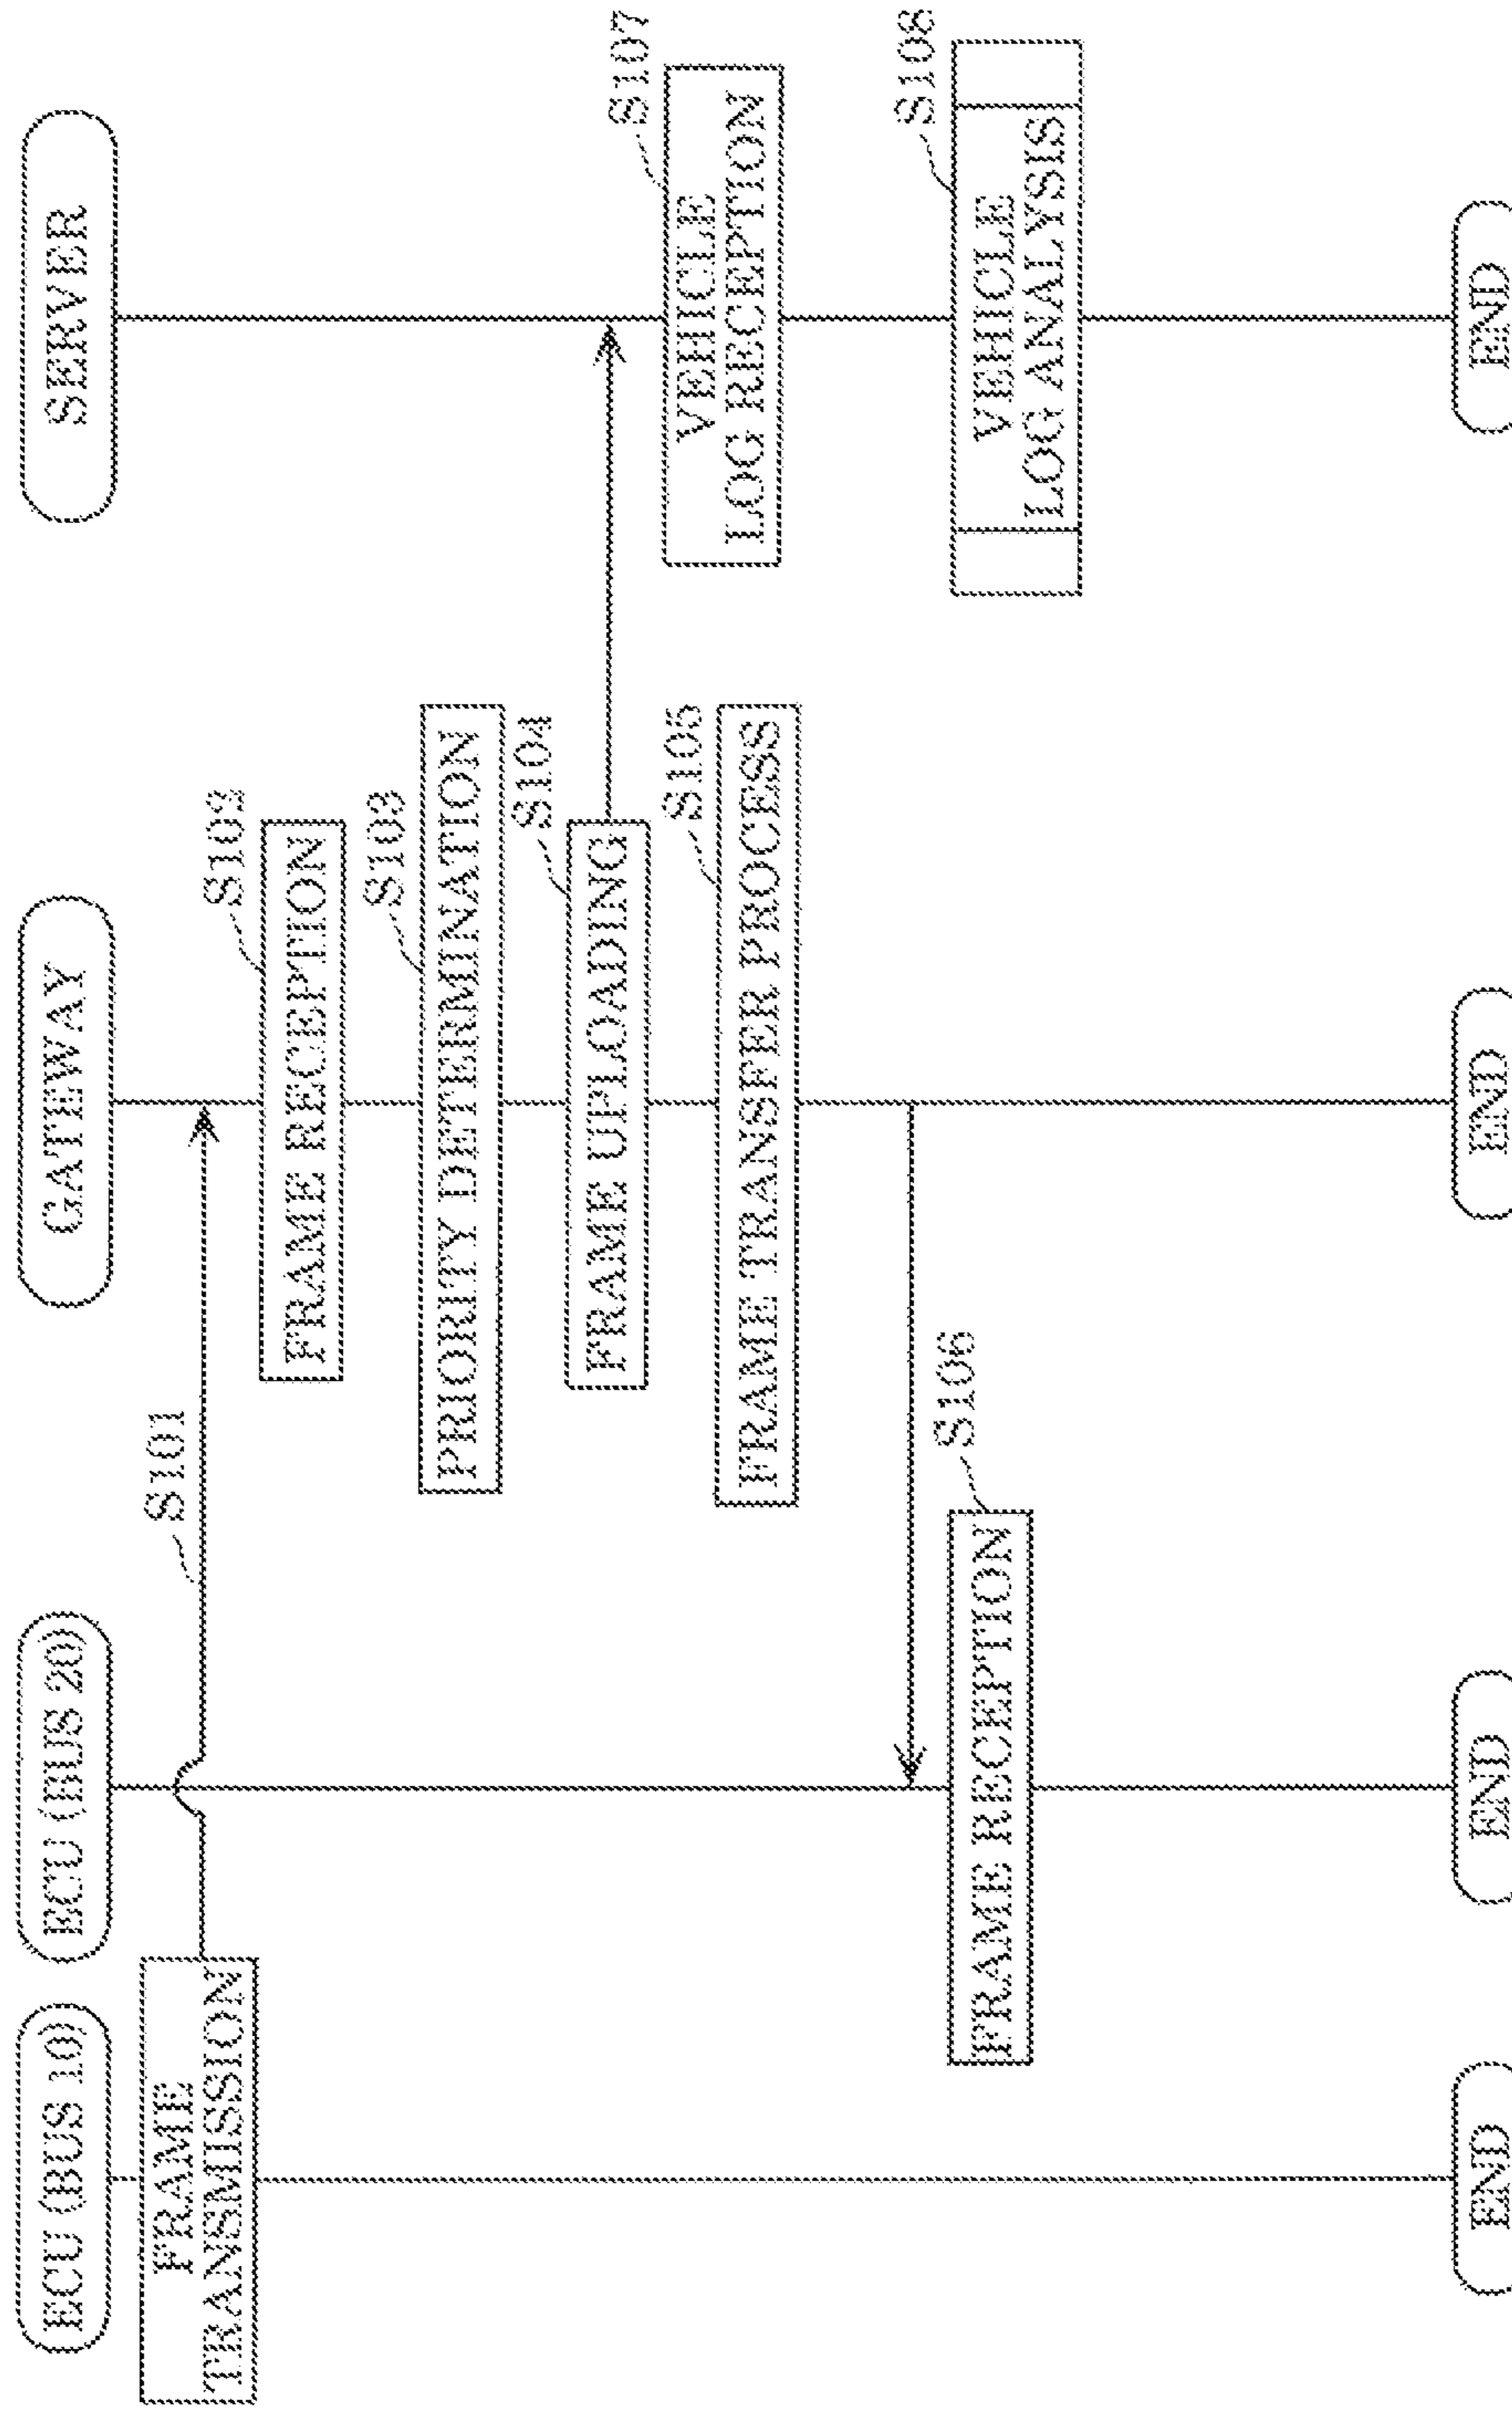 ECU (BUS 10)
ECU (BUS 20)
GATEWAY
SERVER
FRAME
TRANSMISSION
S101
S102
FRAME RECEPTION
S103
PRIORITY DETERMINATION
S104
FRAME UPLOADING
S105
FRAME TRANSFER PROCESS
S106
FRAME RECEPTION
S107
VEHICLE
LOG RECEPTION
S108
VEHICLE
LOG ANALYSIS
END
END
END
END